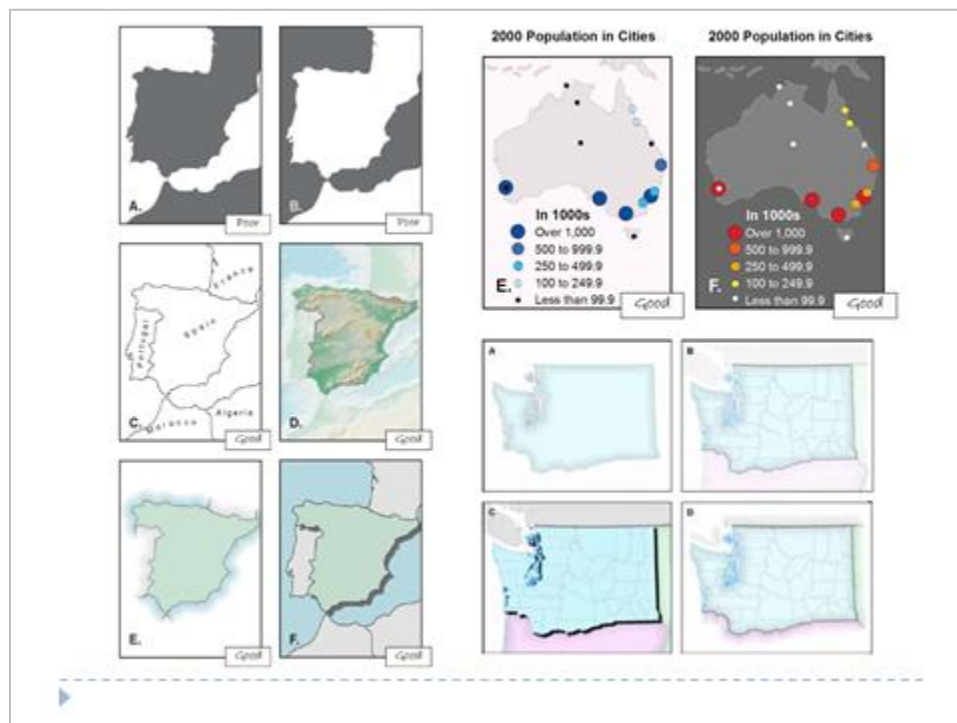 A.
Poor
B.
Poor
France
Spain
Portugal
Algeria
Morocco
C.
Good
D.
Good
E.
Good
F.
Good
2000 Population in Cities
In 1000s
Over 1,000
500 to 999.9
250 to 499.9
100 to 249.9
Less than 99.9
E.
Good
2000 Population in Cities
In 1000s
Over 1,000
500 to 999.9
250 to 499.9
100 to 249.9
Less than 99.9
F.
Good
A
B
C
D